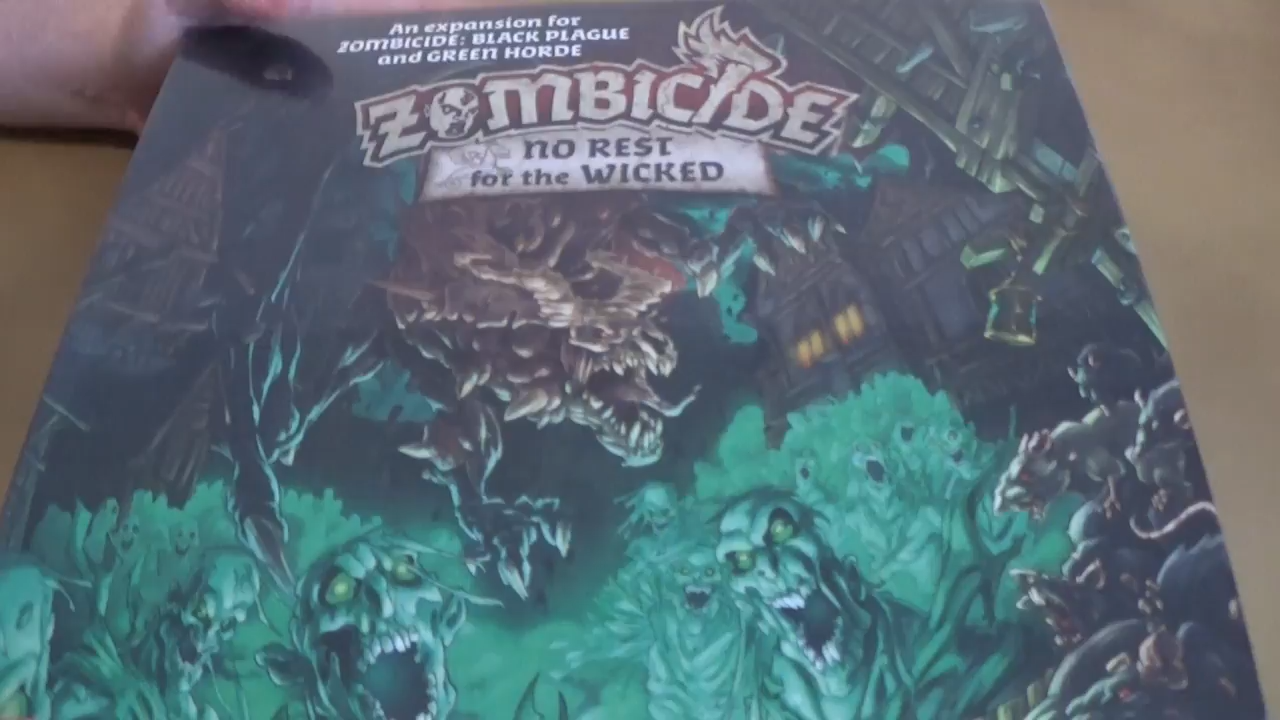 An expansion for
ZOMBICIDE: BLACK PLAGUE
and GREEN HORDE
ZOMBICIDE
NO REST
for the WICKED